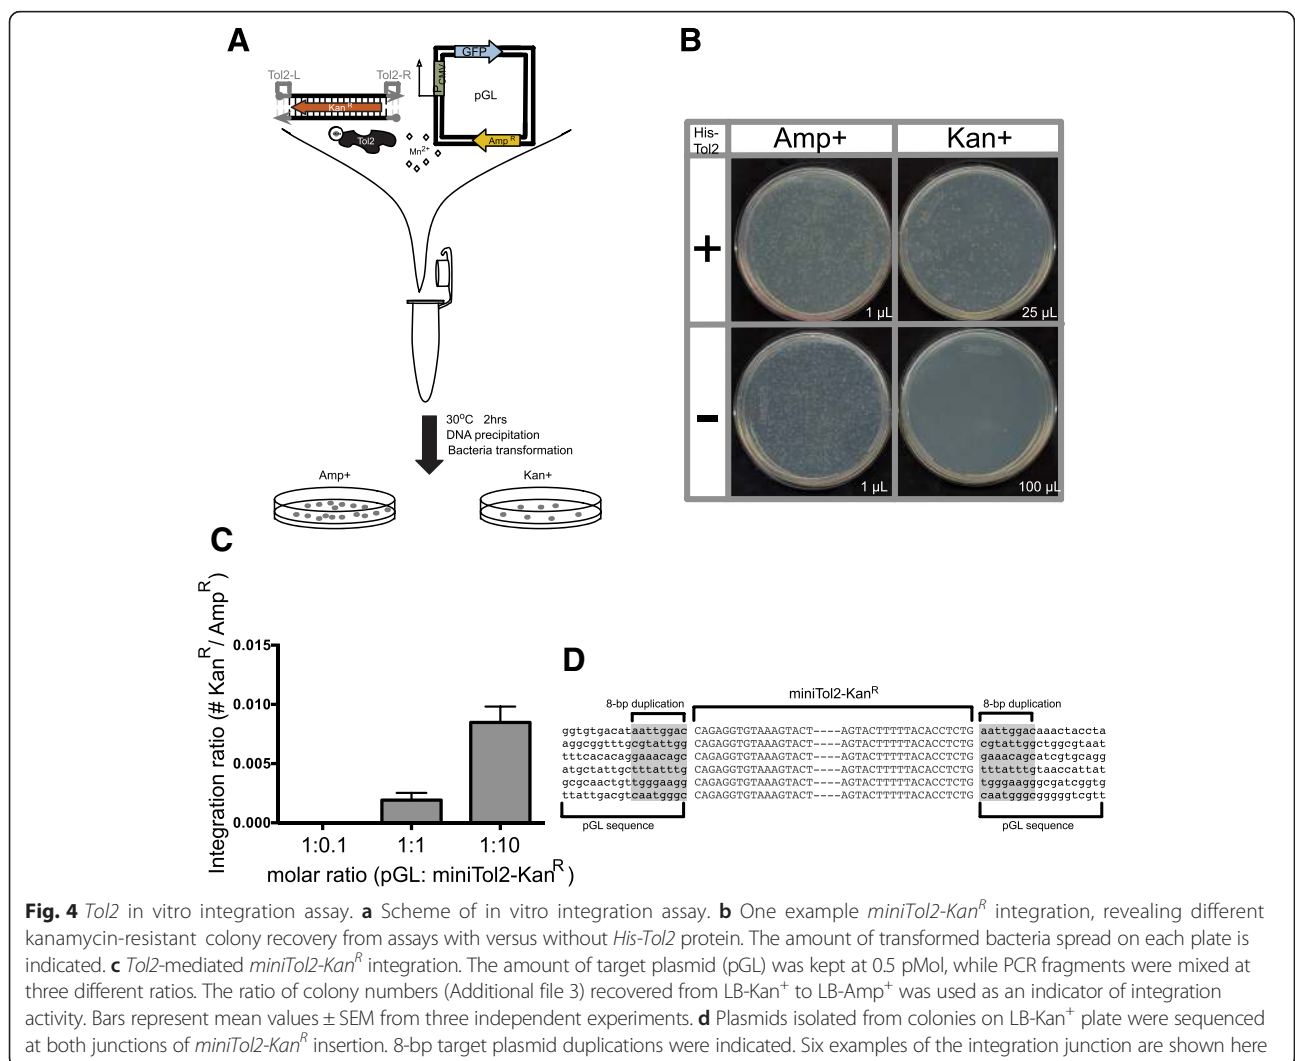 A
Tol2-L
Tol2-R
Kan R
Tol2
Mn2+
GFP
PCMV
pGL
Amp R
30oC 2hrs
DNA precipitation
Bacteria transformation
Amp+
Kan+
B
His-
Tol2
Amp+
Kan+
+
1 µL
25 µL
-
1 µL
100 µL
C
Integration ratio (# KanR/ AmpR)
0.015
0.010
0.005
0.000
1:0.1
1:1
1:10
molar ratio (pGL: miniTol2-KanR)
D
miniTol2-KanR
8-bp duplication
8-bp duplication
ggtgtgacataattggac CAGAGGTGTAAAGTACT----AGTACTTTTTACACCTCTG aattggacaaactaccta
aggcggtttgcgtattgg CAGAGGTGTAAAGTACT----AGTACTTTTTACACCTCTG cgtattggctggcgtaat
tttcacacaggaaacagc CAGAGGTGTAAAGTACT----AGTACTTTTTACACCTCTG gaaacagcatcgtgcagg
atgctattgctttatttg CAGAGGTGTAAAGTACT----AGTACTTTTTACACCTCTG tttatttgtaaccattat
gcgcaactgttgggaagg CAGAGGTGTAAAGTACT----AGTACTTTTTACACCTCTG tgggaagggcgatcggtg
ttattgacgtcaatgggc CAGAGGTGTAAAGTACT----AGTACTTTTTACACCTCTG caatgggcgggggtcgtt
pGL sequence
pGL sequence
Fig. 4 Tol2 in vitro integration assay. a Scheme of in vitro integration assay. b One example miniTol2-KanR integration, revealing different
kanamycin-resistant colony recovery from assays with versus without His-Tol2 protein. The amount of transformed bacteria spread on each plate is
indicated. c Tol2-mediated miniTol2-KanR integration. The amount of target plasmid (pGL) was kept at 0.5 pMol, while PCR fragments were mixed at
three different ratios. The ratio of colony numbers (Additional file 3) recovered from LB-Kan+ to LB-Amp+ was used as an indicator of integration
activity. Bars represent mean values ± SEM from three independent experiments. d Plasmids isolated from colonies on LB-Kan+ plate were sequenced
at both junctions of miniTol2-KanR insertion. 8-bp target plasmid duplications were indicated. Six examples of the integration junction are shown here